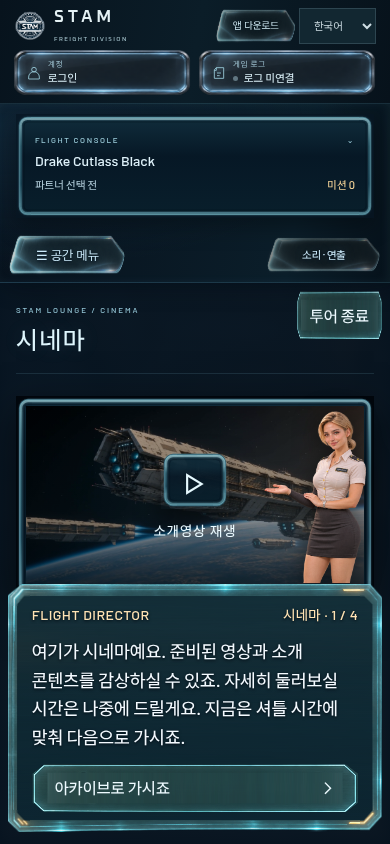 STAM
STAM
FREIGHT DIVISION
앱 다운로드
한국어
계정
로그인
게임 로그
로그 미연결
FLIGHT CONSOLE
Drake Cutlass Black
파트너 선택 전
미션 0
☰ 공간 메뉴
소리·연출
STAM LOUNGE / CINEMA
시네마
투어 종료
소개영상 재생
FLIGHT DIRECTOR
시네마 · 1 / 4
여기가 시네마예요. 준비된 영상과 소개
콘텐츠를 감상하실 수 있죠. 자세히 둘러보실
시간은 나중에 드릴게요. 지금은 셔틀 시간에
맞춰 다음으로 가시죠.
아카이브로 가시죠